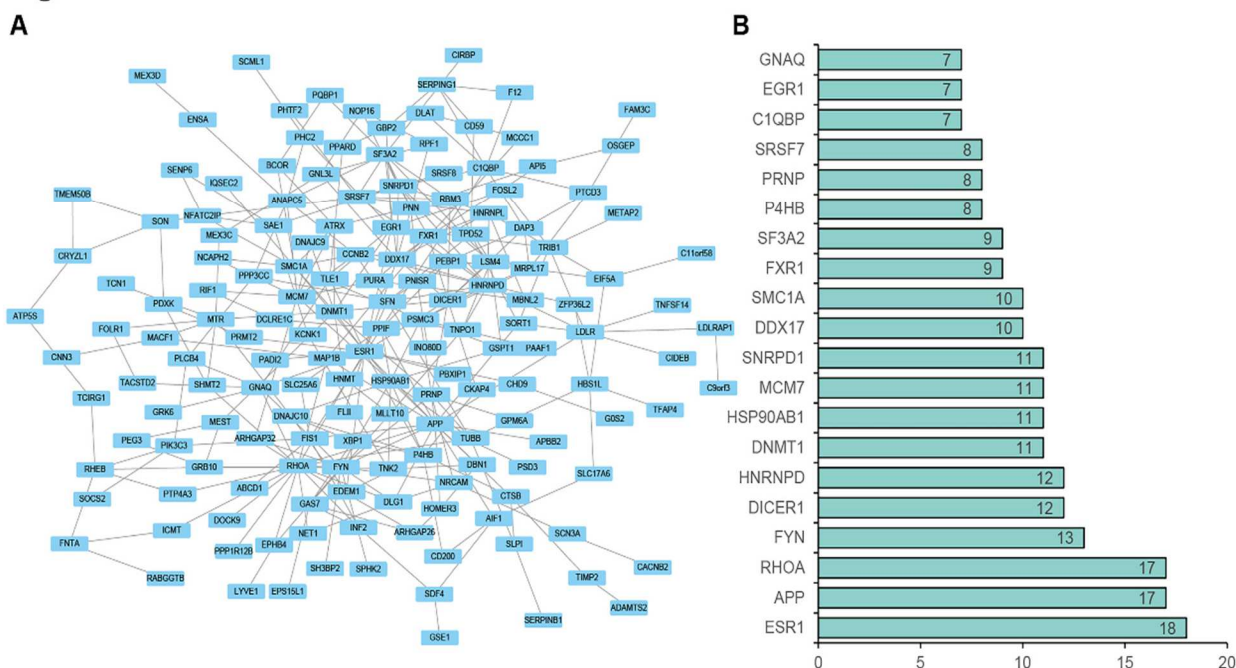 A
B
CIRBP
SCML1
MEX3D
SERPING1
F12
PQBP1
FAM3C
PHTF2
NOP16
DLAT
ENSA
GBP2
CD59
PHC2
MCCC1
PPARD
RPF1
OSGEP
SF3A2
BCOR
C1QBP
API5
SENP6
GNL3L
SRSF8
IQSEC2
SNRPD1
FOSL2
PTCD3
TMEM50B
SRSF7
RBM3
ANAPC5
PNN
HNRNPL
METAP2
NFATC2IP
SON
SAE1
ATRX
EGR1
DAP3
MEX3C
FXR1
TPD52
DNAJC9
TRIB1
CCNB2
C11orf58
CRYZL1
NCAPH2
DDX17
PEBP1
LSM4
SMC1A
MRPL17
PPP3CC
TLE1
PURA
PNISR
EIF5A
TCN1
HNRNPD
RIF1
MCM7
SFN
DICER1
MBNL2
ZFP36L2
TNFSF14
PDXK
DNMT1
ATP5S
MTR
DCLRE1C
PSMC3
SORT1
FOLR1
PPIF
TNPO1
LDLR
LDLRAP1
MACF1
PRMT2
KCNK1
ESR1
INO80D
GSPT1
PAAF1
CNN3
PLCB4
PADI2
MAP1B
CIDEB
PBXIP1
TACSTD2
SHMT2
GNAQ
SLC25A6
HNMT
HSP90AB1
CHD9
HBS1L
C9orf3
CKAP4
PRNP
TCIRG1
GRK6
FLII
MLLT10
TFAP4
DNAJC10
G0S2
MEST
APP
GPM6A
PEG3
ARHGAP32
FIS1
XBP1
TUBB
APBB2
PIK3C3
P4HB
RHEB
GRB10
RHOA
FYN
TNK2
DBN1
PSD3
SLC17A6
NRCAM
SOCS2
PTP4A3
ABCD1
EDEM1
CTSB
GAS7
DLG1
HOMER3
DOCK9
AIF1
ICMT
NET1
INF2
ARHGAP26
SCN3A
FNTA
PPP1R12B
EPHB4
SLPI
CD200
SH3BP2
SPHK2
CACNB2
RABGGTB
TIMP2
LYVE1
EPS15L1
SDF4
ADAMTS2
SERPINB1
GSE1
GNAQ 7
EGR1 7
C1QBP 7
SRSF7 8
PRNP 8
P4HB 8
SF3A2 9
FXR1 9
SMC1A 10
DDX17 10
SNRPD1 11
MCM7 11
HSP90AB1 11
DNMT1 11
HNRNPD 12
DICER1 12
FYN 13
RHOA 17
APP 17
ESR1 18
0 5 10 15 20